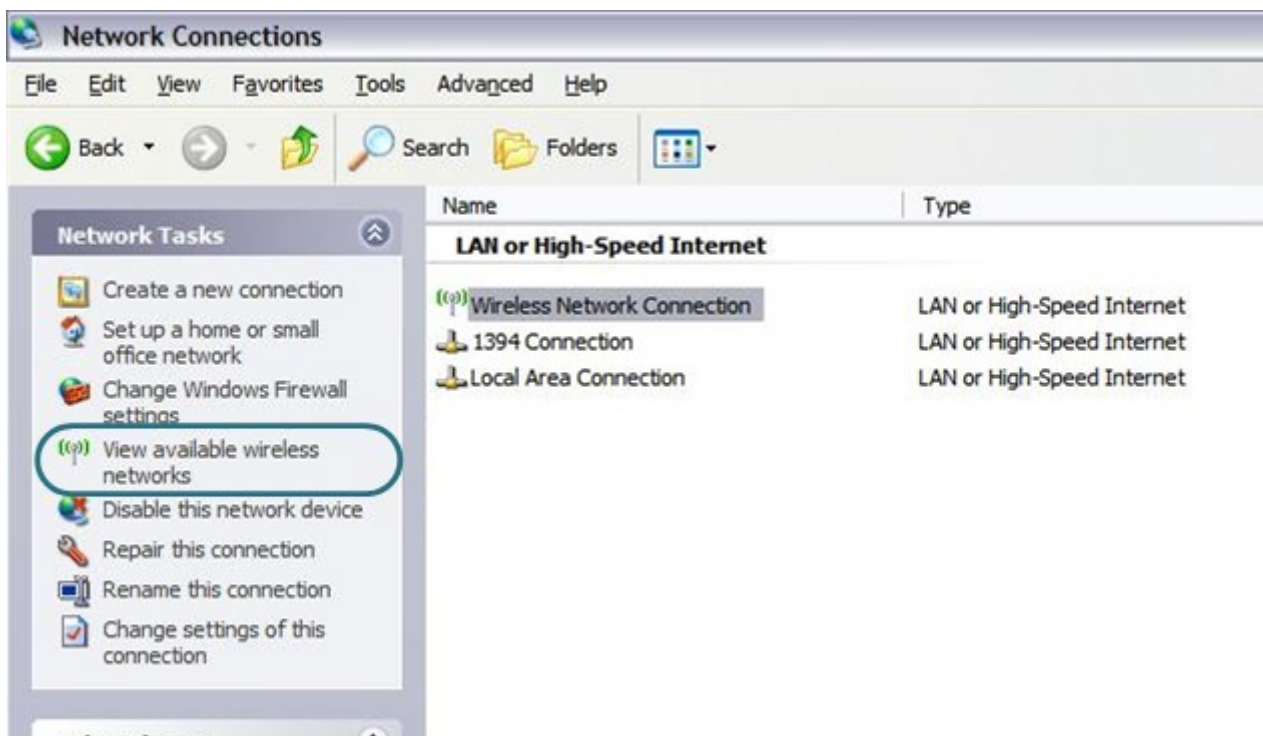 Network Connections
File Edit View Favorites Tools Advanced Help
Back Search Folders
Name Type
Network Tasks
Create a new connection
Set up a home or small
office network
Change Windows Firewall
settings
View available wireless
networks
Disable this network device
Repair this connection
Rename this connection
Change settings of this
connection
LAN or High-Speed Internet
Wireless Network Connection LAN or High-Speed Internet
1394 Connection LAN or High-Speed Internet
Local Area Connection LAN or High-Speed Internet